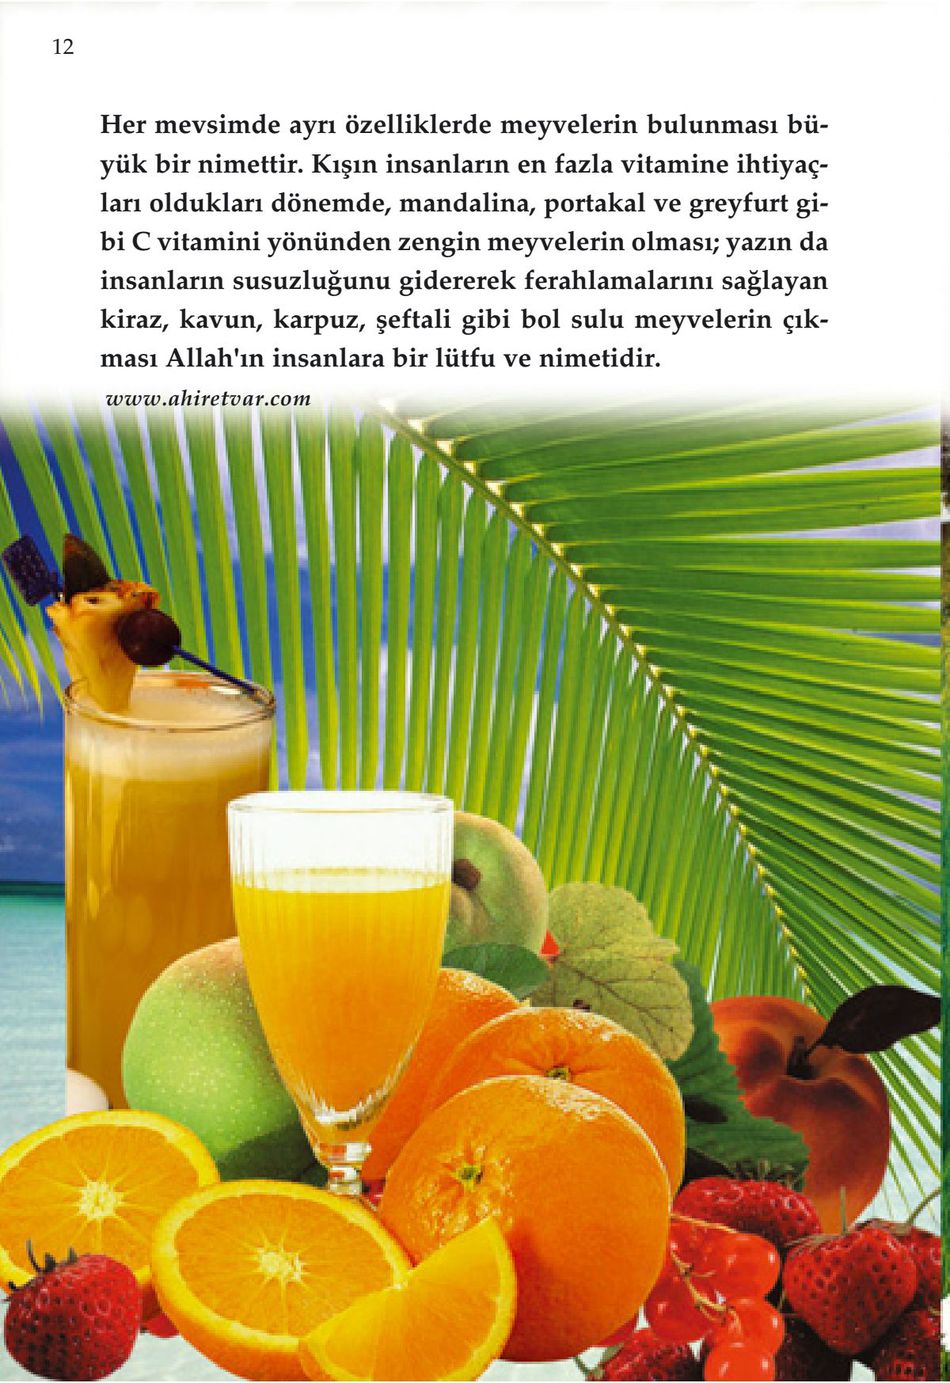 12
Her mevsimde ayrı özelliklerde meyvelerin bulunması bü-
yük bir nimettir. Kışın insanların en fazla vitamine ihtiyaç-
ları oldukları dönemde, mandalina, portakal ve greyfurt gi-
bi C vitamini yönünden zengin meyvelerin olması; yazın da
insanların susuzluğunu gidererek ferahlamalarını sağlayan
kiraz, kavun, karpuz, şeftali gibi bol sulu meyvelerin çık-
ması Allah'ın insanlara bir lütfu ve nimetidir.
www.ahiretvar.com